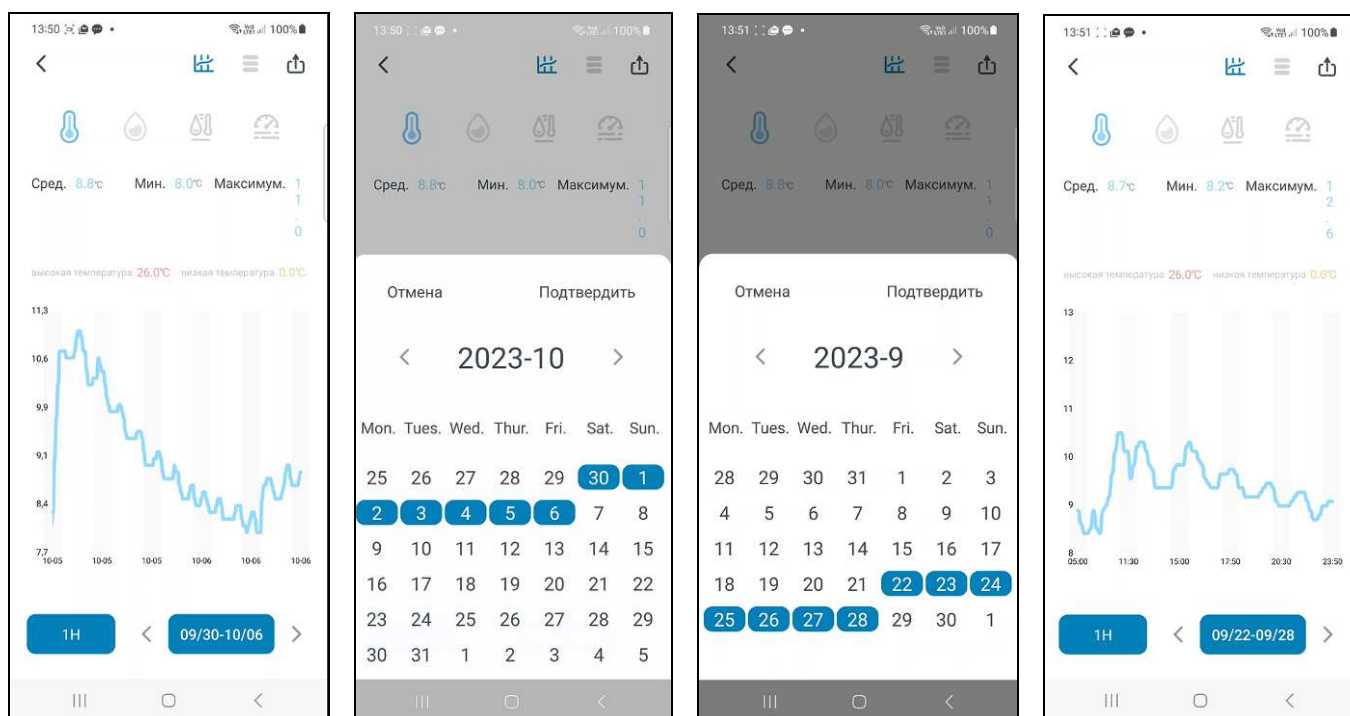 13:50 100%
Сред. 8.8℃ Мин. 8.0℃ Максимум. 11.0
высокая температура 26.0℃ низкая температура 0.0℃
11,3
10,6
9,9
9,1
8,4
7,7
10-05 10-05 10-05 10-06 10-06 10-06
1H 09/30-10/06
13:50 100%
Сред. 8.8℃ Мин. 8.0℃ Максимум. 11.0
Отмена Подтвердить
2023-10
Mon. Tues. Wed. Thur. Fri. Sat. Sun.
25 26 27 28 29 30 1
2 3 4 5 6 7 8
9 10 11 12 13 14 15
16 17 18 19 20 21 22
23 24 25 26 27 28 29
30 31 1 2 3 4 5
13:51 100%
Сред. 8.8℃ Мин. 8.0℃ Максимум. 11.0
Отмена Подтвердить
2023-9
Mon. Tues. Wed. Thur. Fri. Sat. Sun.
28 29 30 31 1 2 3
4 5 6 7 8 9 10
11 12 13 14 15 16 17
18 19 20 21 22 23 24
25 26 27 28 29 30 1
13:51 100%
Сред. 8.7℃ Мин. 8.2℃ Максимум. 12.6
высокая температура 26.0℃ низкая температура 0.0℃
13
12
11
10
9
8
05:00 11:30 15:00 17:50 20:30 23:50
1H 09/22-09/28